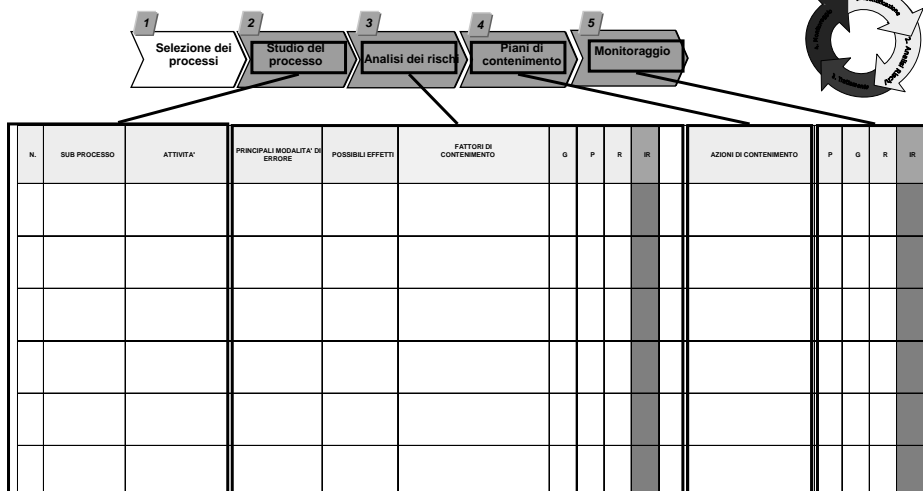 1
2
3
4
5
Selezione dei
processi
Studio del
processo
Analisi dei rischi
Piani di
contenimento
Monitoraggio
N.
SUB PROCESSO
ATTIVITA'
PRINCIPALI MODALITA' DI
ERRORE
POSSIBILI EFFETTI
FATTORI DI
CONTENIMENTO
G
P
R
IR
AZIONI DI CONTENIMENTO
P
G
R
IR